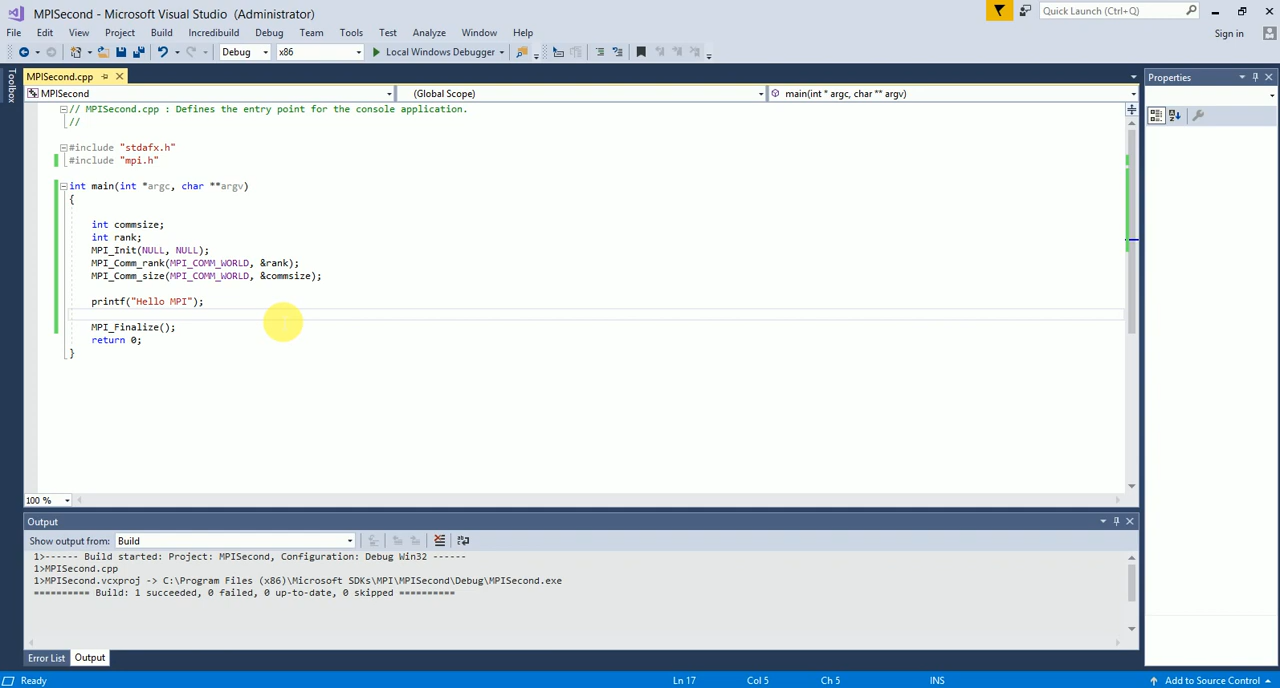 MPISecond - Microsoft Visual Studio (Administrator)
Quick Launch (Ctrl+Q)
File Edit View Project Build Incredibuild Debug Team Tools Test Analyze Window Help
Sign in
Debug x86 Local Windows Debugger
Toolbox
MPISecond.cpp
Properties
MPISecond (Global Scope) main(int * argc, char ** argv)
// MPISecond.cpp : Defines the entry point for the console application.
//
#include "stdafx.h"
#include "mpi.h"
int main(int *argc, char **argv)
{
int commsize;
int rank;
MPI_Init(NULL, NULL);
MPI_Comm_rank(MPI_COMM_WORLD, &rank);
MPI_Comm_size(MPI_COMM_WORLD, &commsize);
printf("Hello MPI");
MPI_Finalize();
return 0;
}
100 %
Output
Show output from: Build
1>------ Build started: Project: MPISecond, Configuration: Debug Win32 ------
1>MPISecond.cpp
1>MPISecond.vcxproj -> C:\Program Files (x86)\Microsoft SDKs\MPI\MPISecond\Debug\MPISecond.exe
========== Build: 1 succeeded, 0 failed, 0 up-to-date, 0 skipped ==========
Error List Output
Ready Ln 17 Col 5 Ch 5 INS Add to Source Control